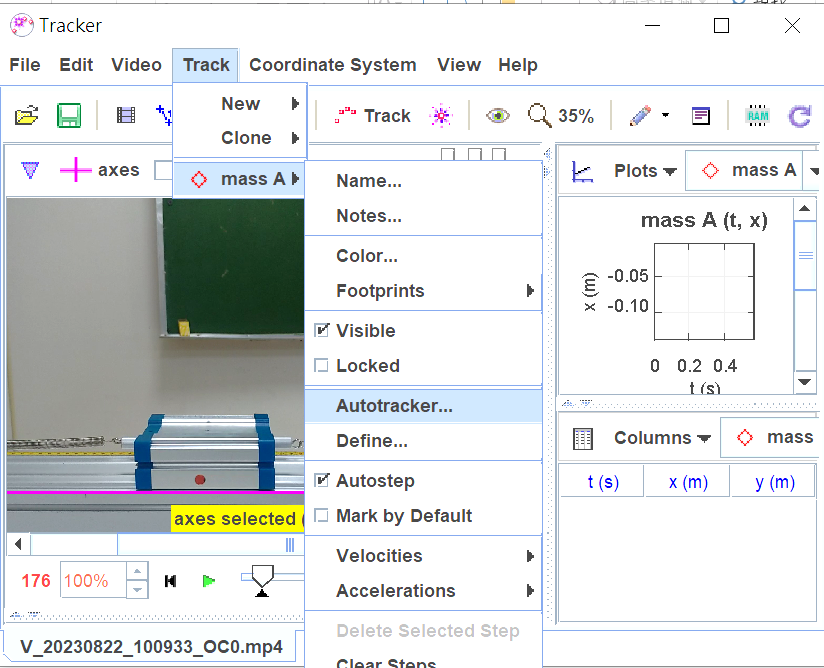 Tracker
File Edit Video Track Coordinate System View Help
New
Clone
mass A
Track
35%
RAM
axes
Name...
Notes...
Color...
Footprints
Visible
Locked
Autotracker...
Define...
Autostep
Mark by Default
Velocities
Accelerations
Delete Selected Step
Clear Steps
axes selected (
176 100%
V_20230822_100933_OC0.mp4
Plots mass A
mass A (t, x)
x (m)
-0.05
-0.10
0 0.2 0.4
t (s)
Columns mass
t (s) x (m) y (m)